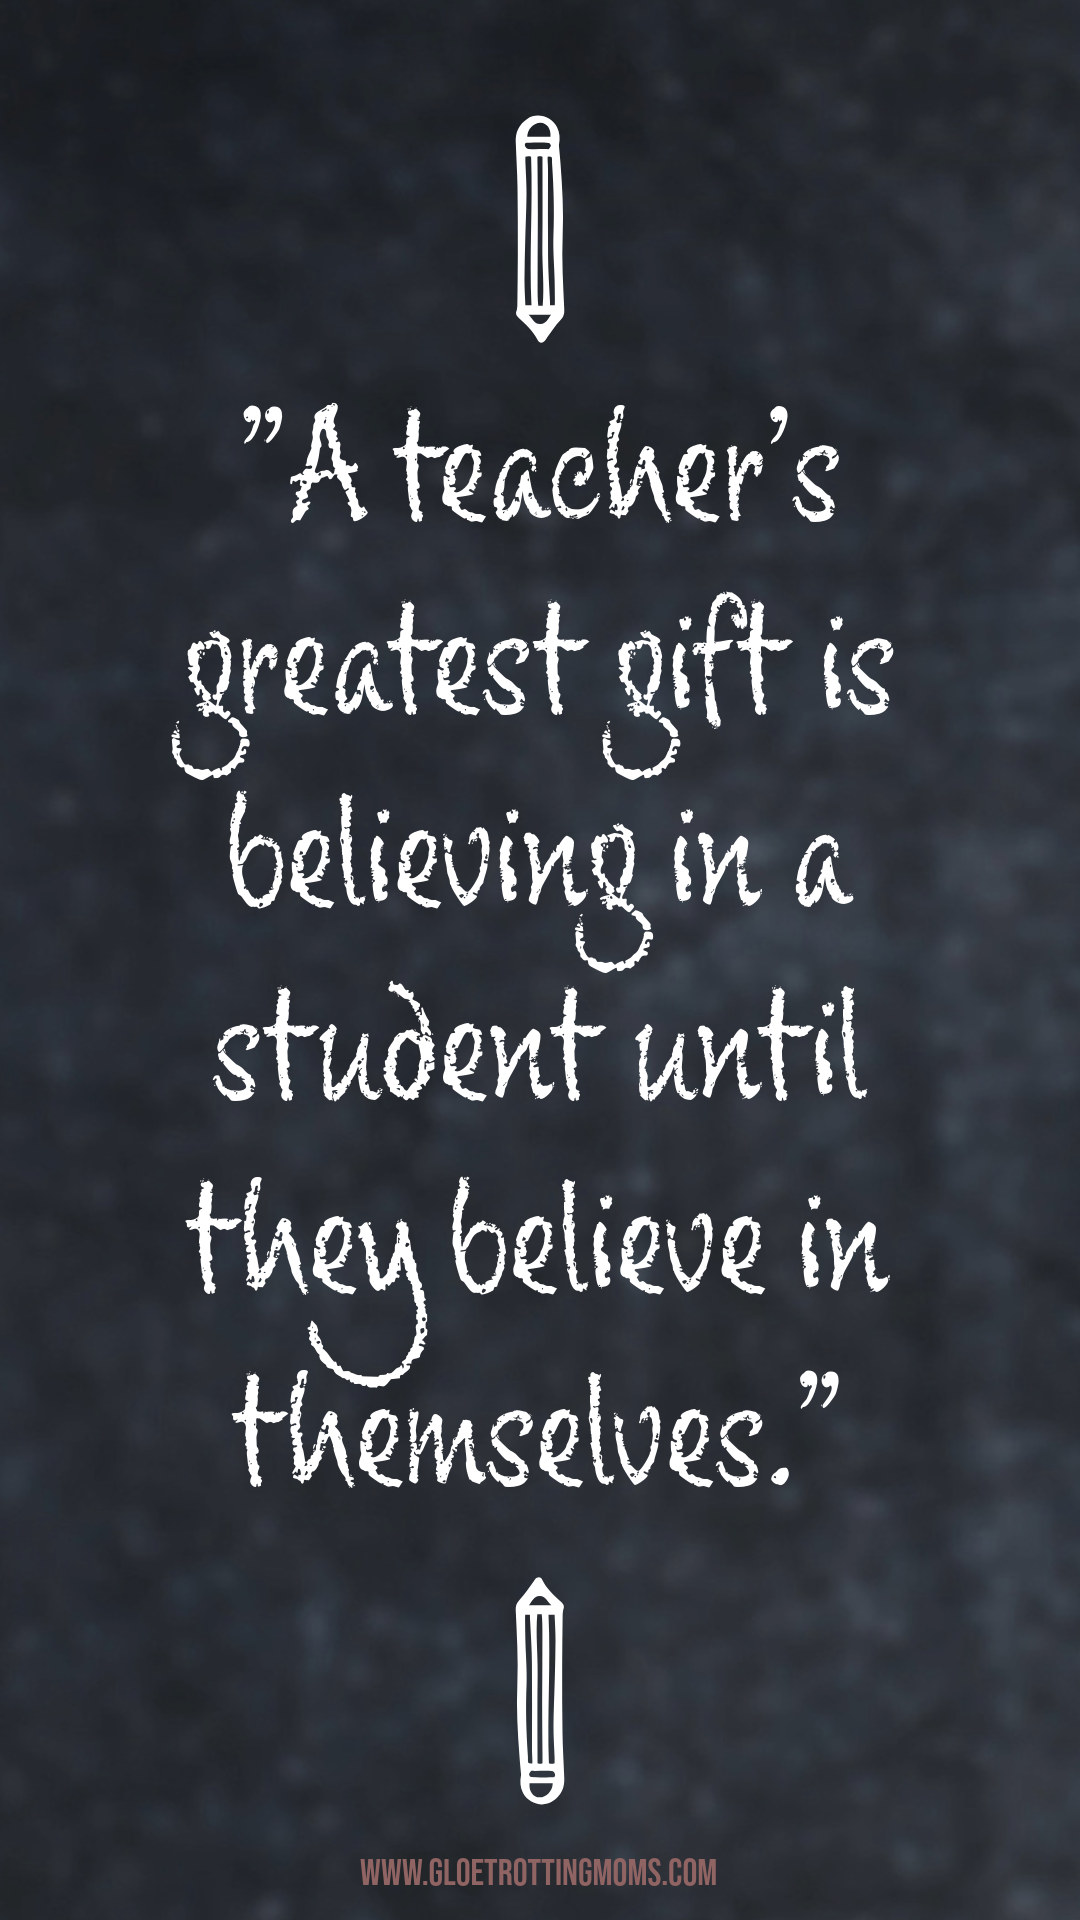 ”A teacher’s
greatest gift is
believing in a
student until
they believe in
themselves.”
WWW.GLOETROTTINGMOMS.COM